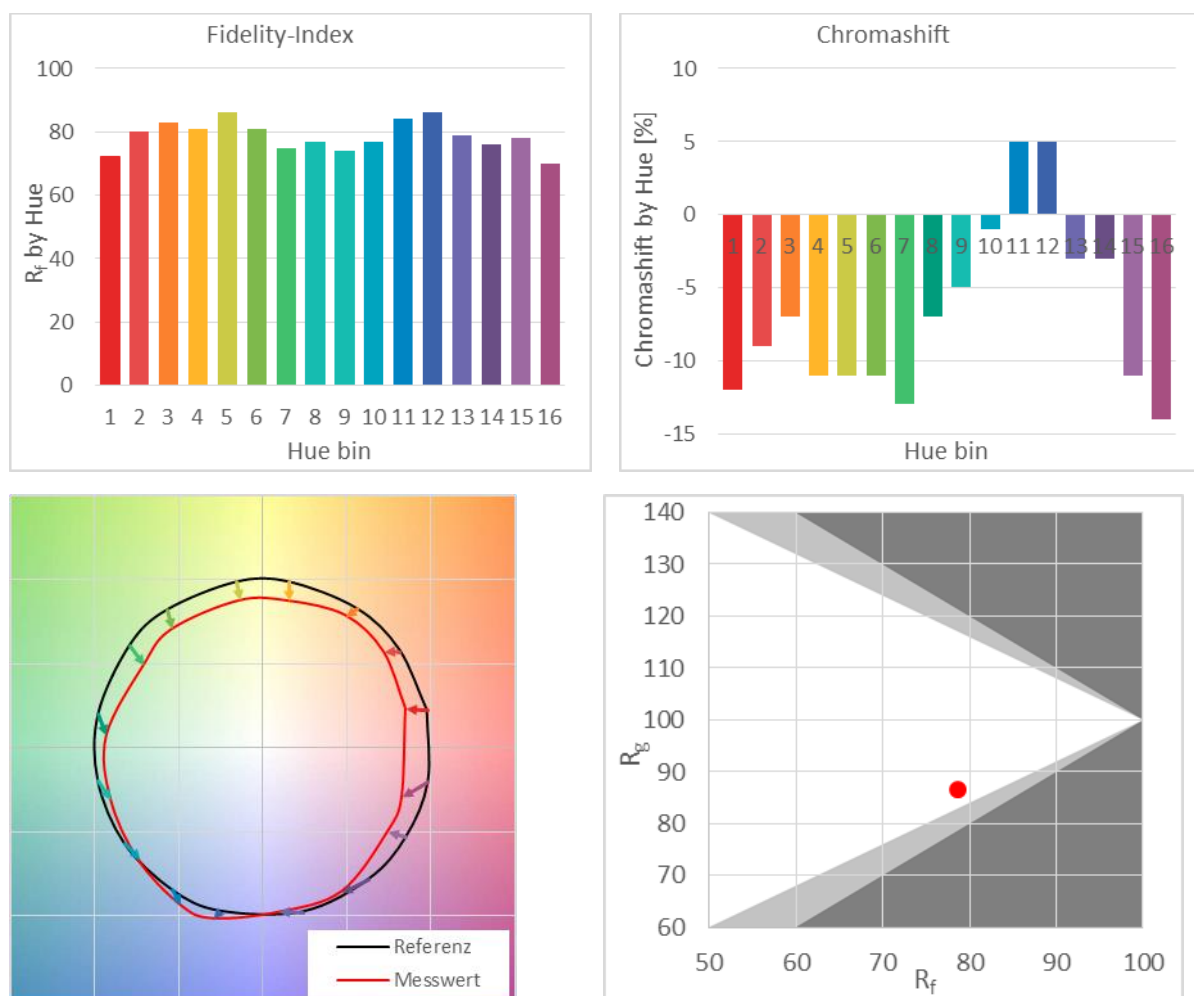 Fidelity-Index
100
80
60
40
20
0
R_f by Hue
1 2 3 4 5 6 7 8 9 10 11 12 13 14 15 16
Hue bin
Chromashift
10
5
0
-5
-10
-15
Chromashift by Hue [%]
1 2 3 4 5 6 7 8 9 10 11 12 13 14 15 16
Hue bin
Referenz
Messwert
140
130
120
110
100
90
80
70
60
R_g
50 60 70 80 90 100
R_f